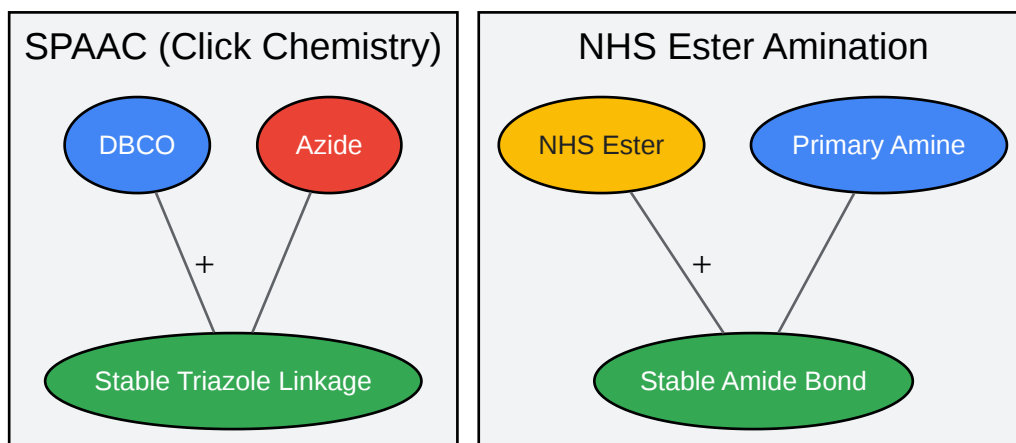 SPAAC (Click Chemistry)
DBCO
Azide
+
Stable Triazole Linkage
NHS Ester Amination
NHS Ester
Primary Amine
+
Stable Amide Bond